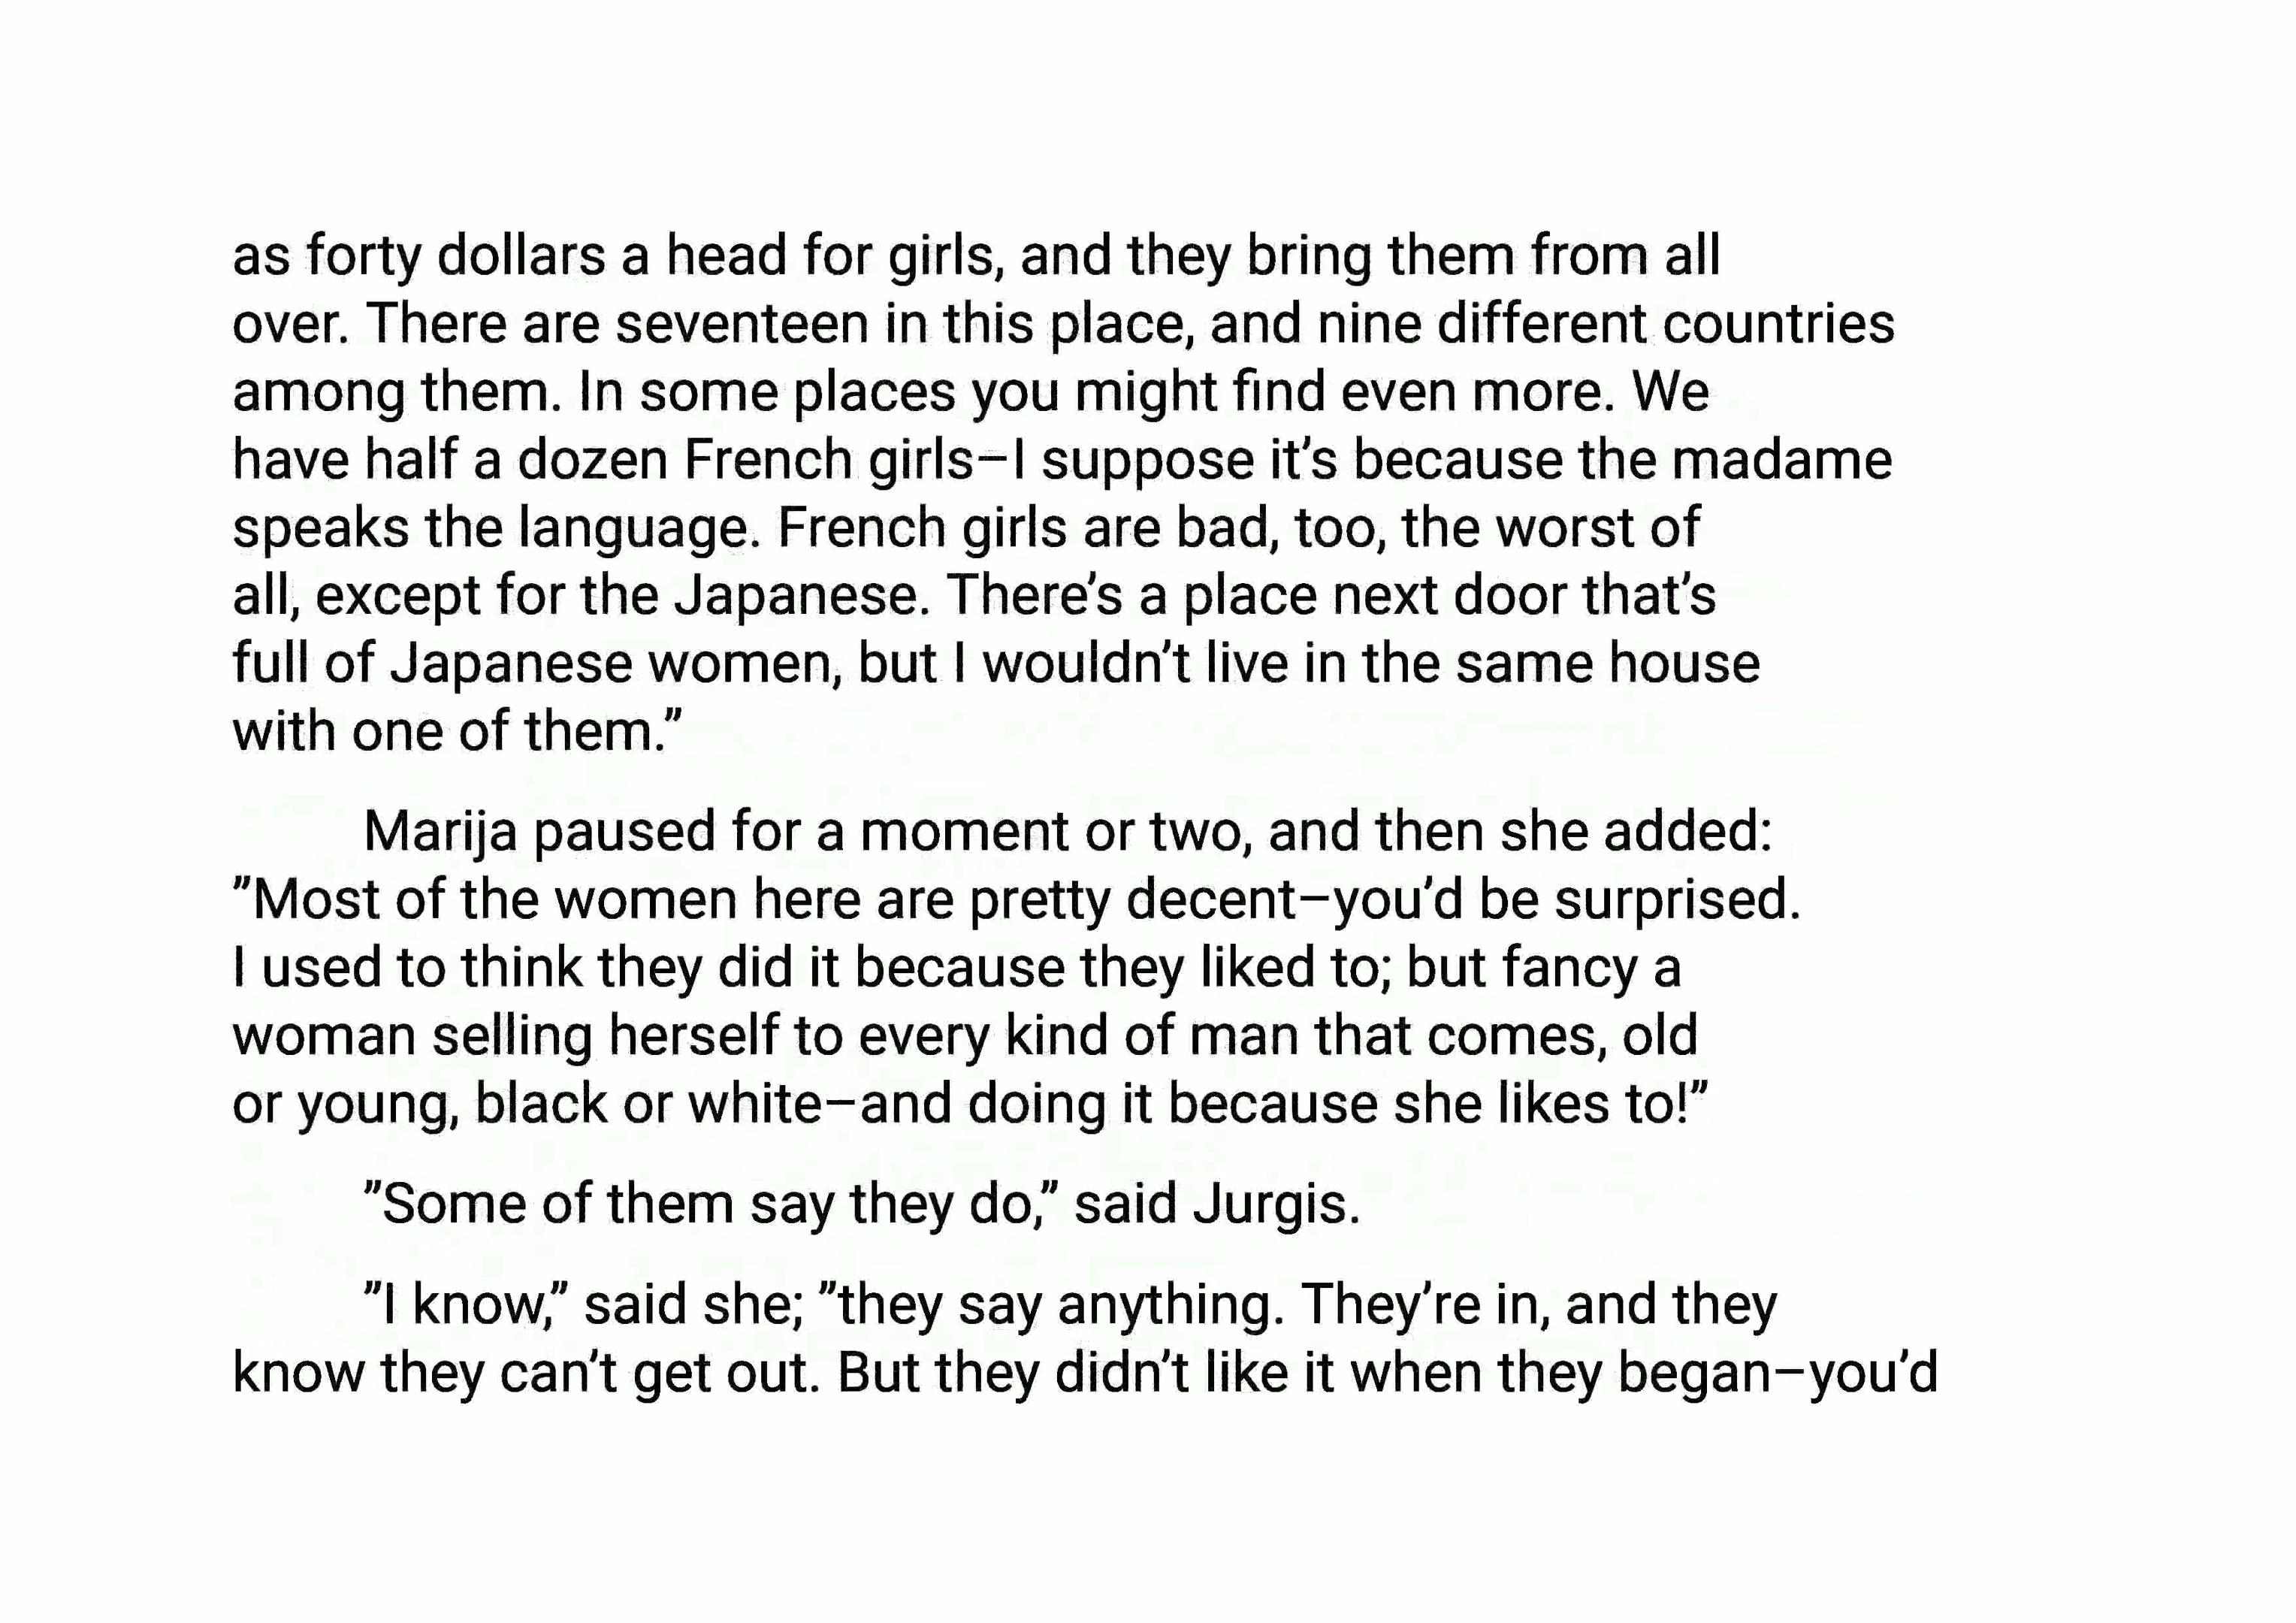 as forty dollars a head for girls, and they bring them from all
over. There are seventeen in this place, and nine different countries
among them. In some places you might find even more. We
have half a dozen French girls–I suppose it’s because the madame
speaks the language. French girls are bad, too, the worst of
all, except for the Japanese. There’s a place next door that’s
full of Japanese women, but I wouldn’t live in the same house
with one of them.”
Marija paused for a moment or two, and then she added:
”Most of the women here are pretty decent–you’d be surprised.
I used to think they did it because they liked to; but fancy a
woman selling herself to every kind of man that comes, old
or young, black or white–and doing it because she likes to!”
”Some of them say they do,” said Jurgis.
”I know,” said she; ”they say anything. They’re in, and they
know they can’t get out. But they didn’t like it when they began–you’d